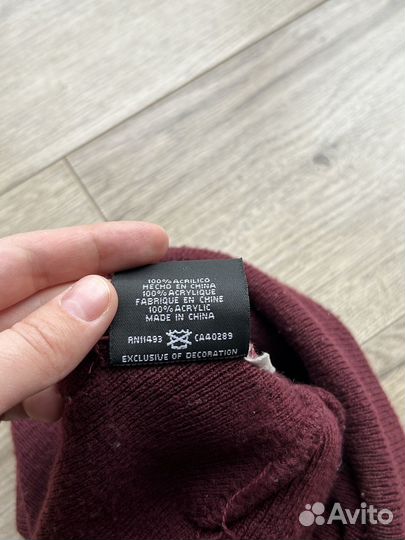 100% ACRILICO
HECHO EN CHINA
100% ACRYLIQUE
FABRIQUE EN CHINE
100% ACRYLIC
MADE IN CHINA
RN11493 CA40289
EXCLUSIVE OF DECORATION
Avito